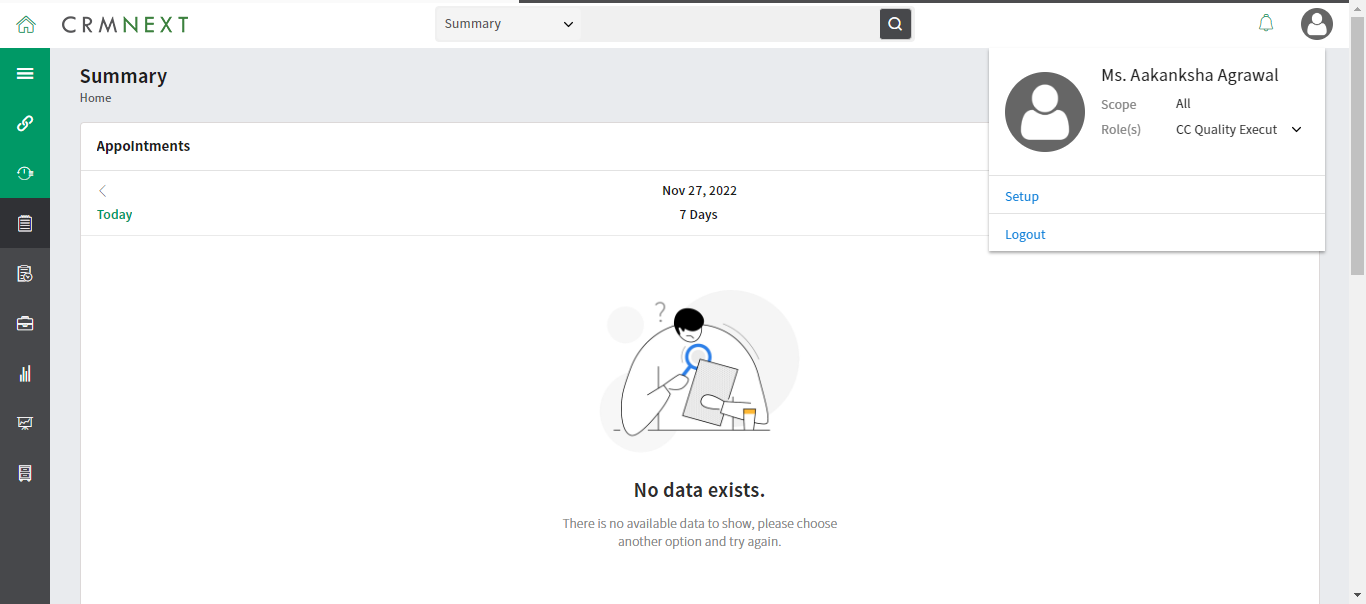 CRMNEXT
Summary
Summary
Home
Ms. Aakanksha Agrawal
Scope All
Role(s) CC Quality Execut
Setup
Logout
Appointments
Nov 27, 2022
Today
7 Days
?
No data exists.
There is no available data to show, please choose
another option and try again.